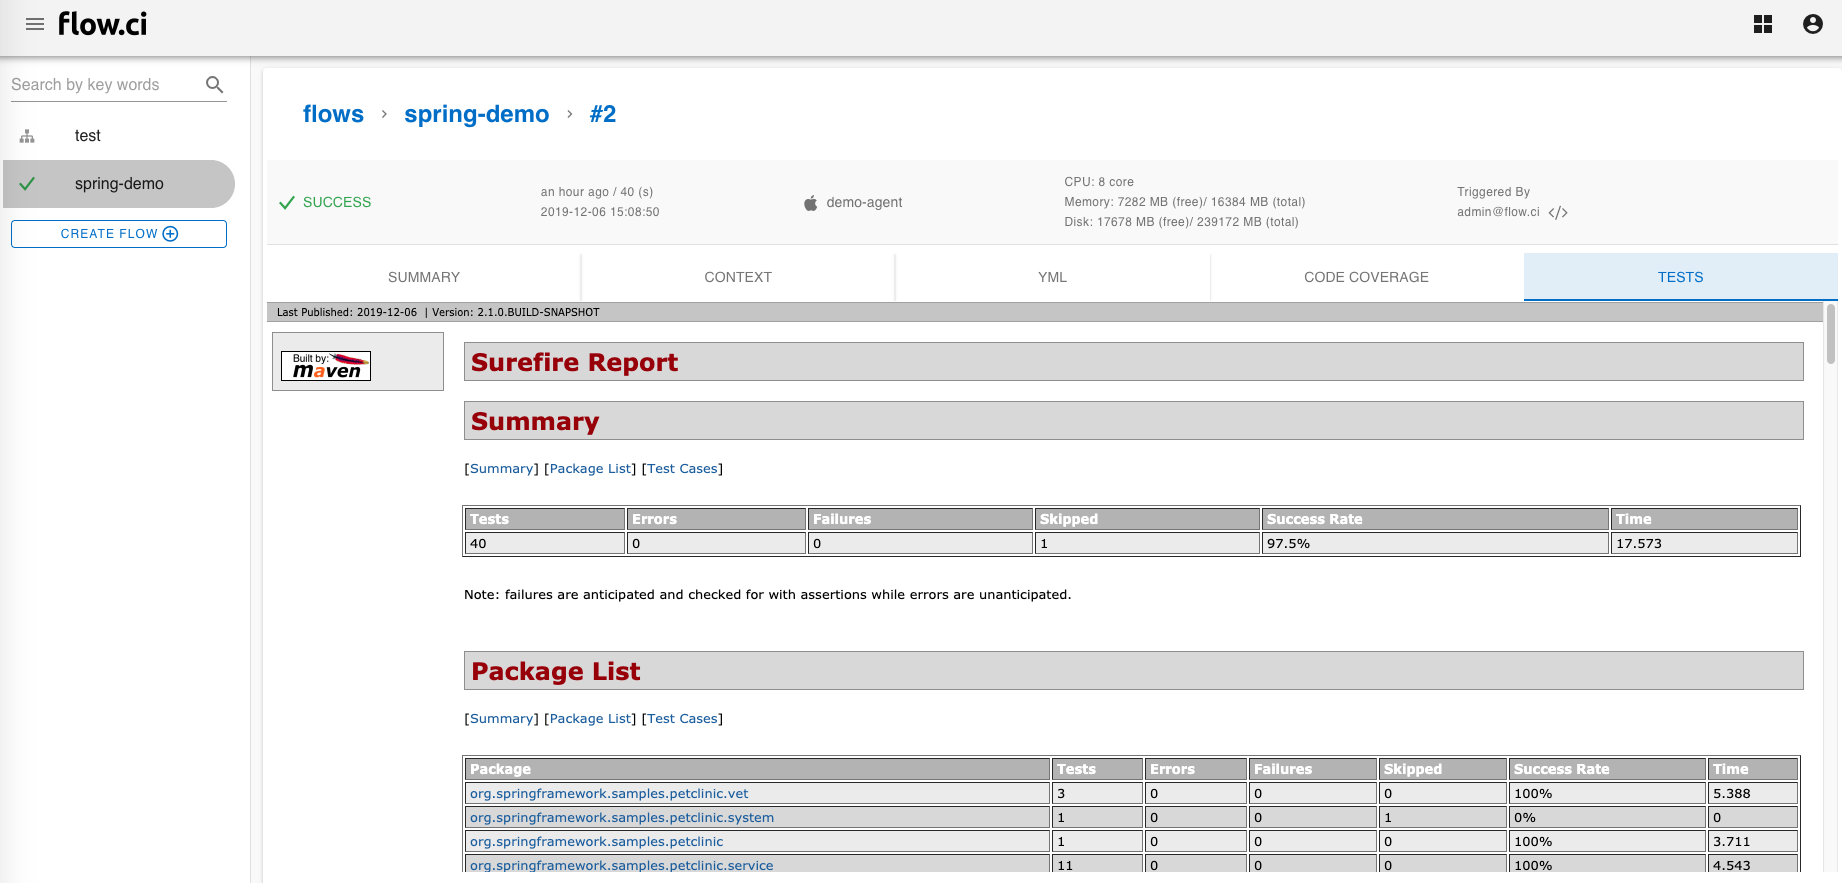 flow.ci
Search by key words
test
spring-demo
CREATE FLOW
flows › spring-demo › #2
SUCCESS
an hour ago / 40 (s)
2019-12-06 15:08:50
demo-agent
CPU: 8 core
Memory: 7282 MB (free)/ 16384 MB (total)
Disk: 17678 MB (free)/ 239172 MB (total)
Triggered By
admin@flow.ci </>
SUMMARY CONTEXT YML CODE COVERAGE TESTS
Last Published: 2019-12-06 | Version: 2.1.0.BUILD-SNAPSHOT
Built by:
maven
Surefire Report
Summary
[Summary] [Package List] [Test Cases]
Tests Errors Failures Skipped Success Rate Time
40 0 0 1 97.5% 17.573
Note: failures are anticipated and checked for with assertions while errors are unanticipated.
Package List
[Summary] [Package List] [Test Cases]
Package Tests Errors Failures Skipped Success Rate Time
org.springframework.samples.petclinic.vet 3 0 0 0 100% 5.388
org.springframework.samples.petclinic.system 1 0 0 1 0% 0
org.springframework.samples.petclinic 1 0 0 0 100% 3.711
org.springframework.samples.petclinic.service 11 0 0 0 100% 4.543